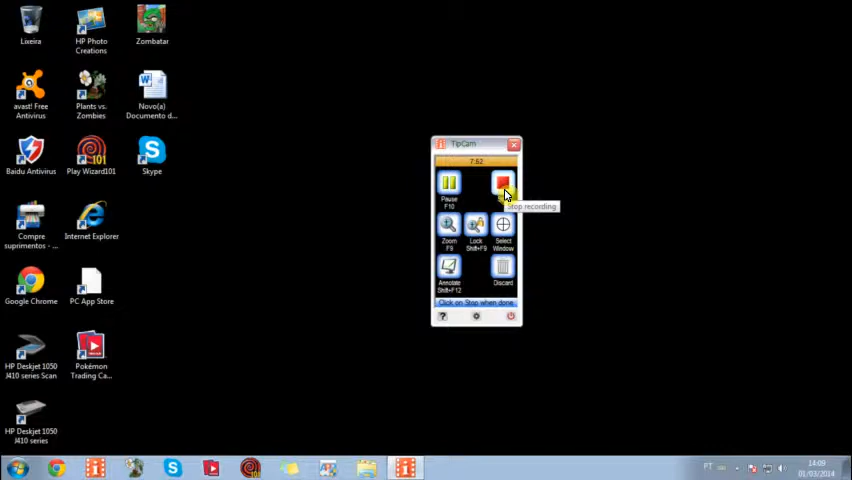 Lixeira
HP Photo
Creations
Zombatar
avast! Free
Antivirus
Plants vs.
Zombies
Novo(a)
Documento d...
Baidu Antivirus
101
Play Wizard101
Skype
Compre
suprimentos ...
Internet Explorer
Google Chrome
PC App Store
HP Deskjet 1050
J410 series Scan
Pokémon
Trading Ca...
HP Deskjet 1050
J410 series
TipCam
Pause
F10
Stop recording
Zoom
F9
Lock
Shift+F9
Select
Window
Annotate
Shift+F12
Discard
Click on Stop when done.
PT
14:09
01/03/2014